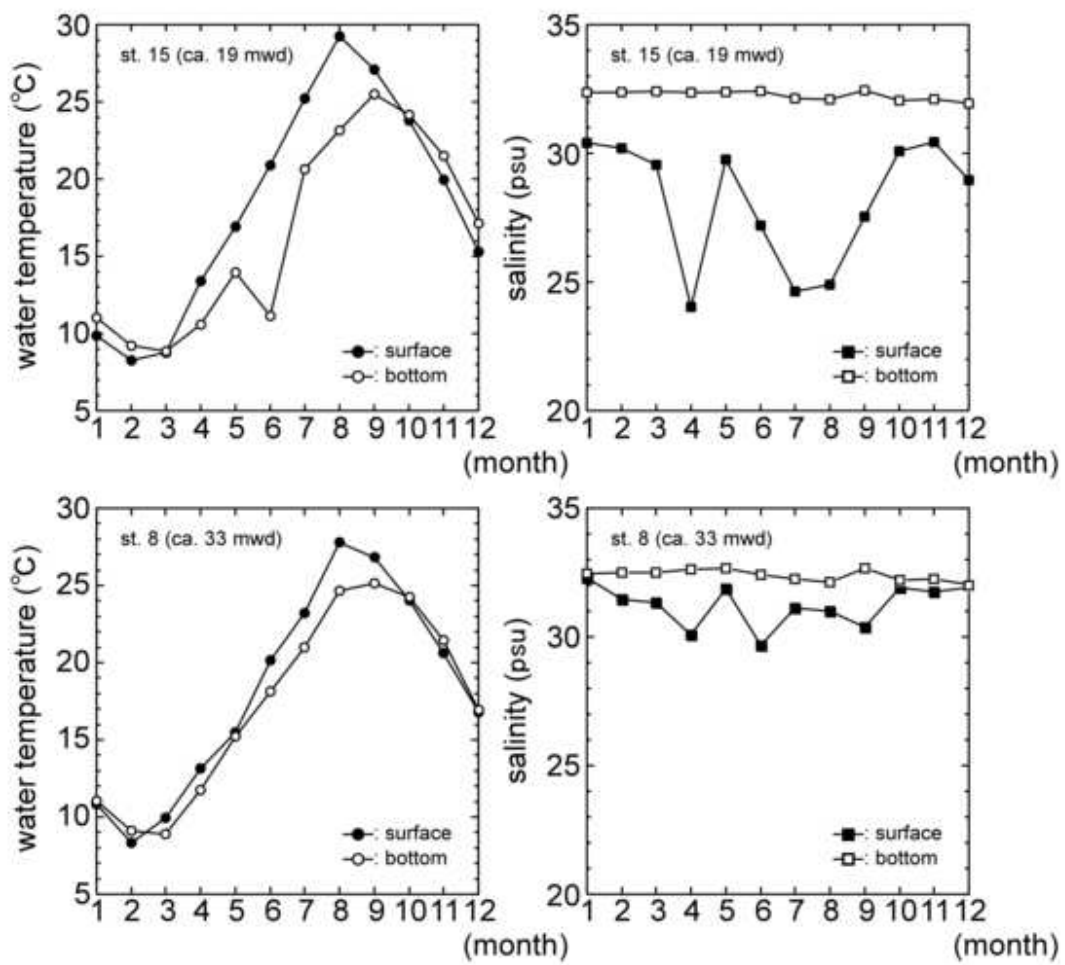 water temperature (°C)
30
25
20
15
10
5
st. 15 (ca. 19 mwd)
●: surface
○: bottom
1 2 3 4 5 6 7 8 9 10 11 12
(month)
salinity (psu)
35
30
25
20
st. 15 (ca. 19 mwd)
■: surface
□: bottom
1 2 3 4 5 6 7 8 9 10 11 12
(month)
water temperature (°C)
30
25
20
15
10
5
st. 8 (ca. 33 mwd)
●: surface
○: bottom
1 2 3 4 5 6 7 8 9 10 11 12
(month)
salinity (psu)
35
30
25
20
st. 8 (ca. 33 mwd)
■: surface
□: bottom
1 2 3 4 5 6 7 8 9 10 11 12
(month)